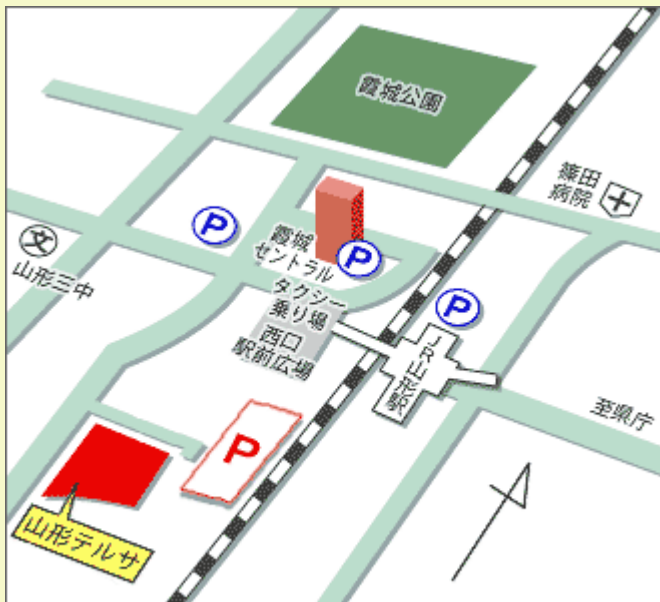 霞城公園
篠田
病院
文
山形三中
P
霞城
セントラル
P
タクシー
乗り場
西口
駅前広場
P
JR山形駅
至県庁
P
山形テルサ